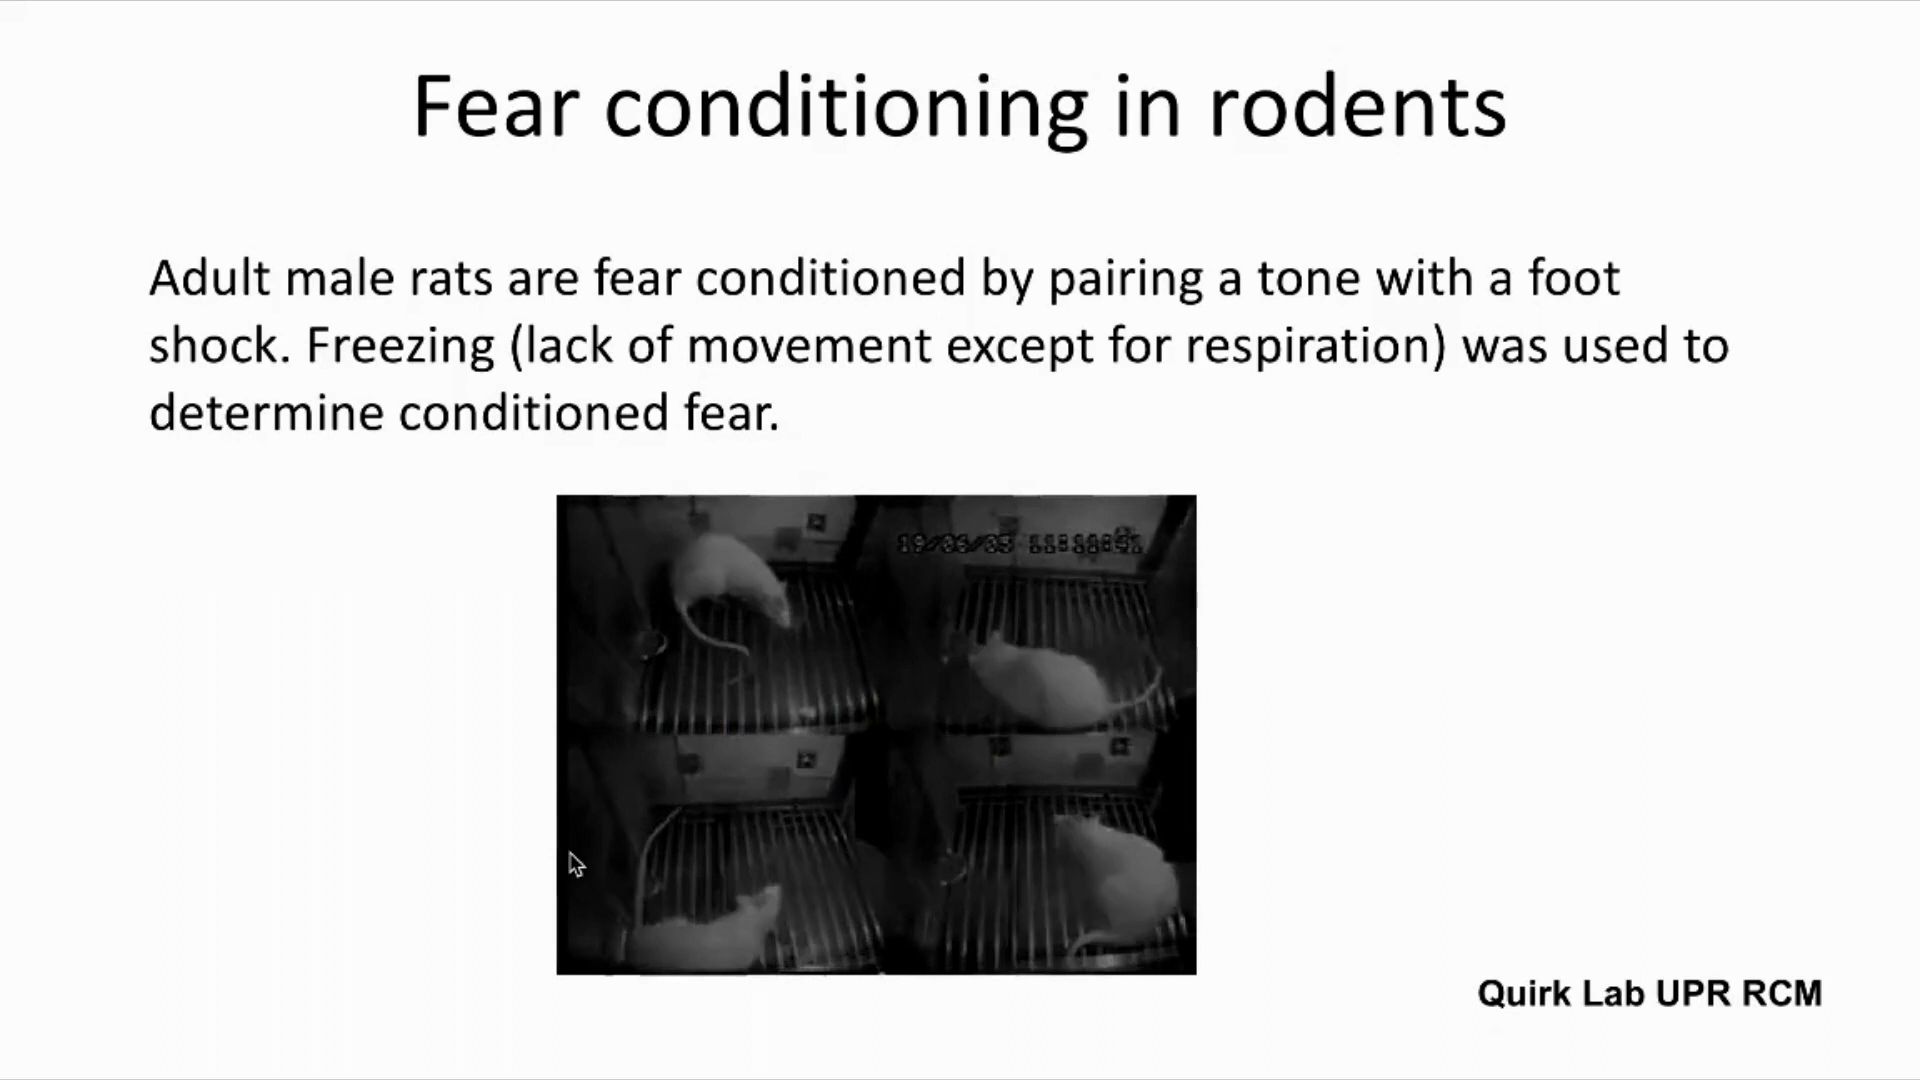 Fear conditioning in rodents
Adult male rats are fear conditioned by pairing a tone with a foot
shock. Freezing (lack of movement except for respiration) was used to
determine conditioned fear.
Quirk Lab UPR RCM